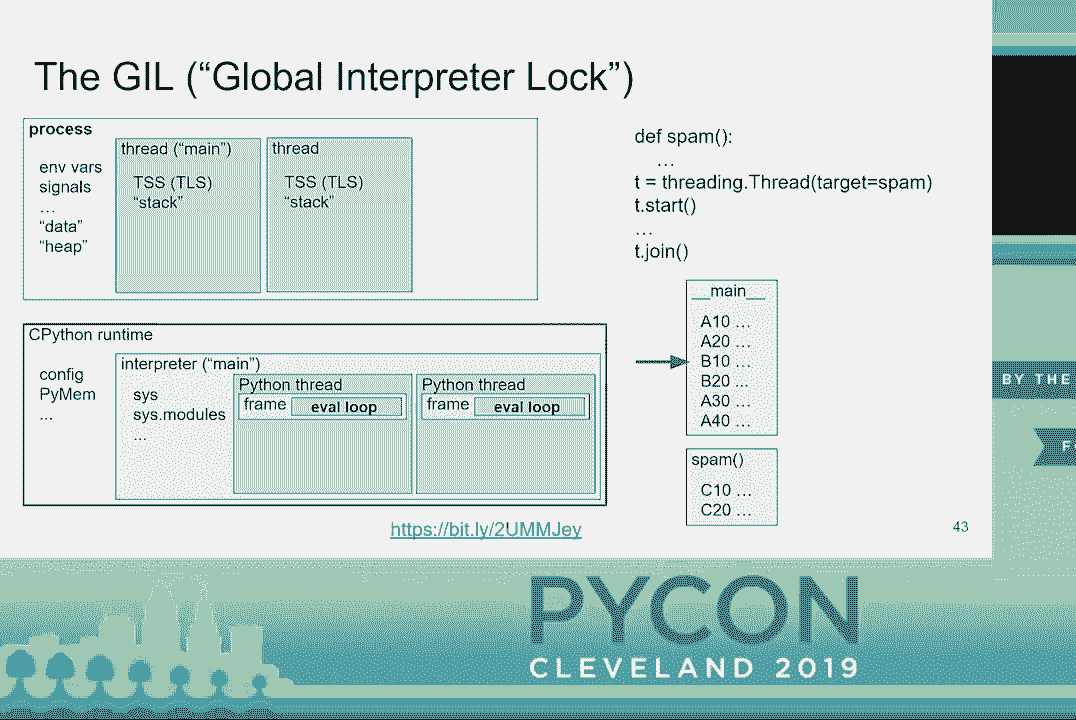 The GIL (“Global Interpreter Lock”)
process
env vars
signals
…
“data”
“heap”
thread (“main”)
TSS (TLS)
“stack”
thread
TSS (TLS)
“stack”
def spam():
…
t = threading.Thread(target=spam)
t.start()
…
t.join()
CPython runtime
config
PyMem
…
interpreter (“main”)
sys
sys.modules
…
Python thread
frame
eval loop
Python thread
frame
eval loop
__main__
A10 …
A20 …
B10 …
B20 …
A30 …
A40 …
spam()
C10 …
C20 …
https://bit.ly/2UMMJey
43
BY THE
PYCON
CLEVELAND 2019